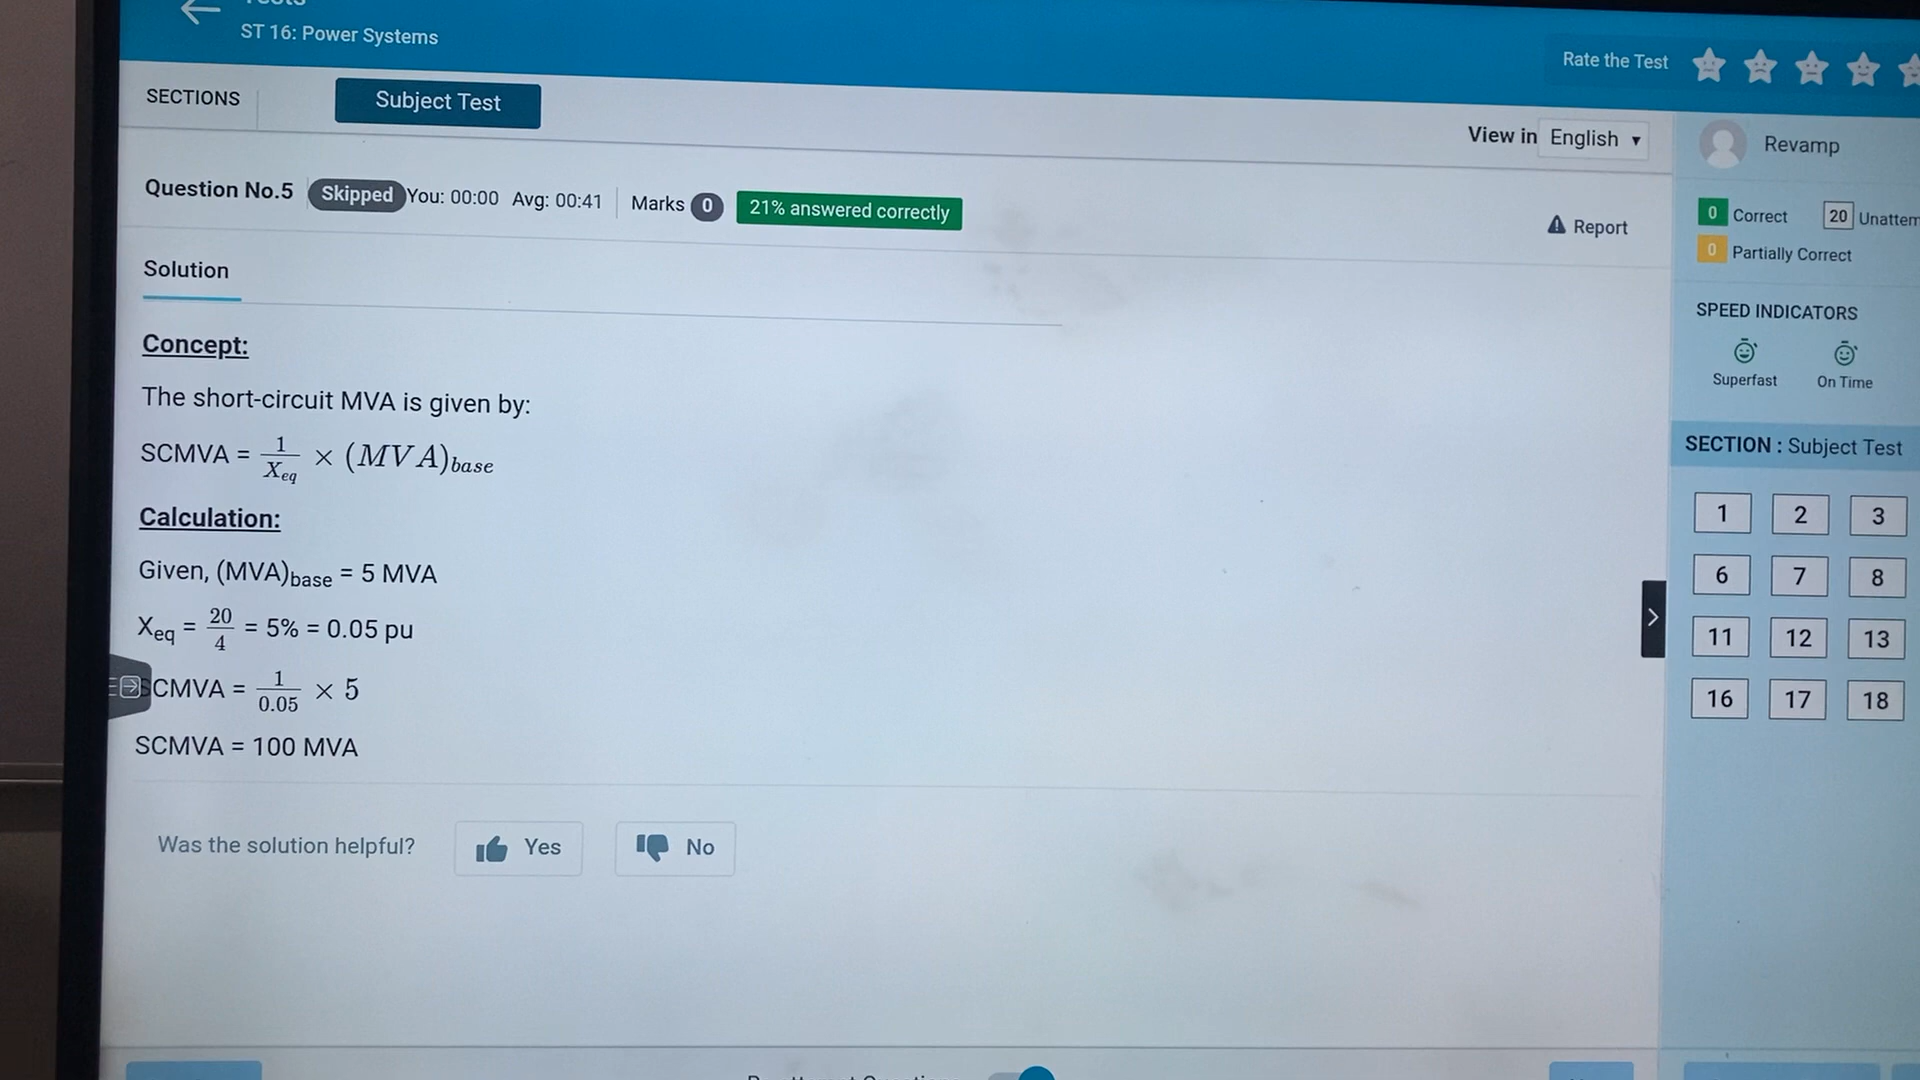 ST 16: Power Systems
Rate the Test
SECTIONS
Subject Test
View in English
Revamp
Question No.5 Skipped You: 00:00 Avg: 00:41 Marks 0 21% answered correctly
Report
0 Correct 20
0 Partially Correct
Solution
SPEED INDICATORS
Superfast On Time
Concept:
The short-circuit MVA is given by:
SCMVA = 1/X_eq × (MVA)_base
SECTION : Subject Test
Calculation:
Given, (MVA)base = 5 MVA
Xeq = 20/4 = 5% = 0.05 pu
SCMVA = 1/0.05 × 5
SCMVA = 100 MVA
1 2 3
6 7 8
11 12 13
16 17 18
Was the solution helpful? Yes No